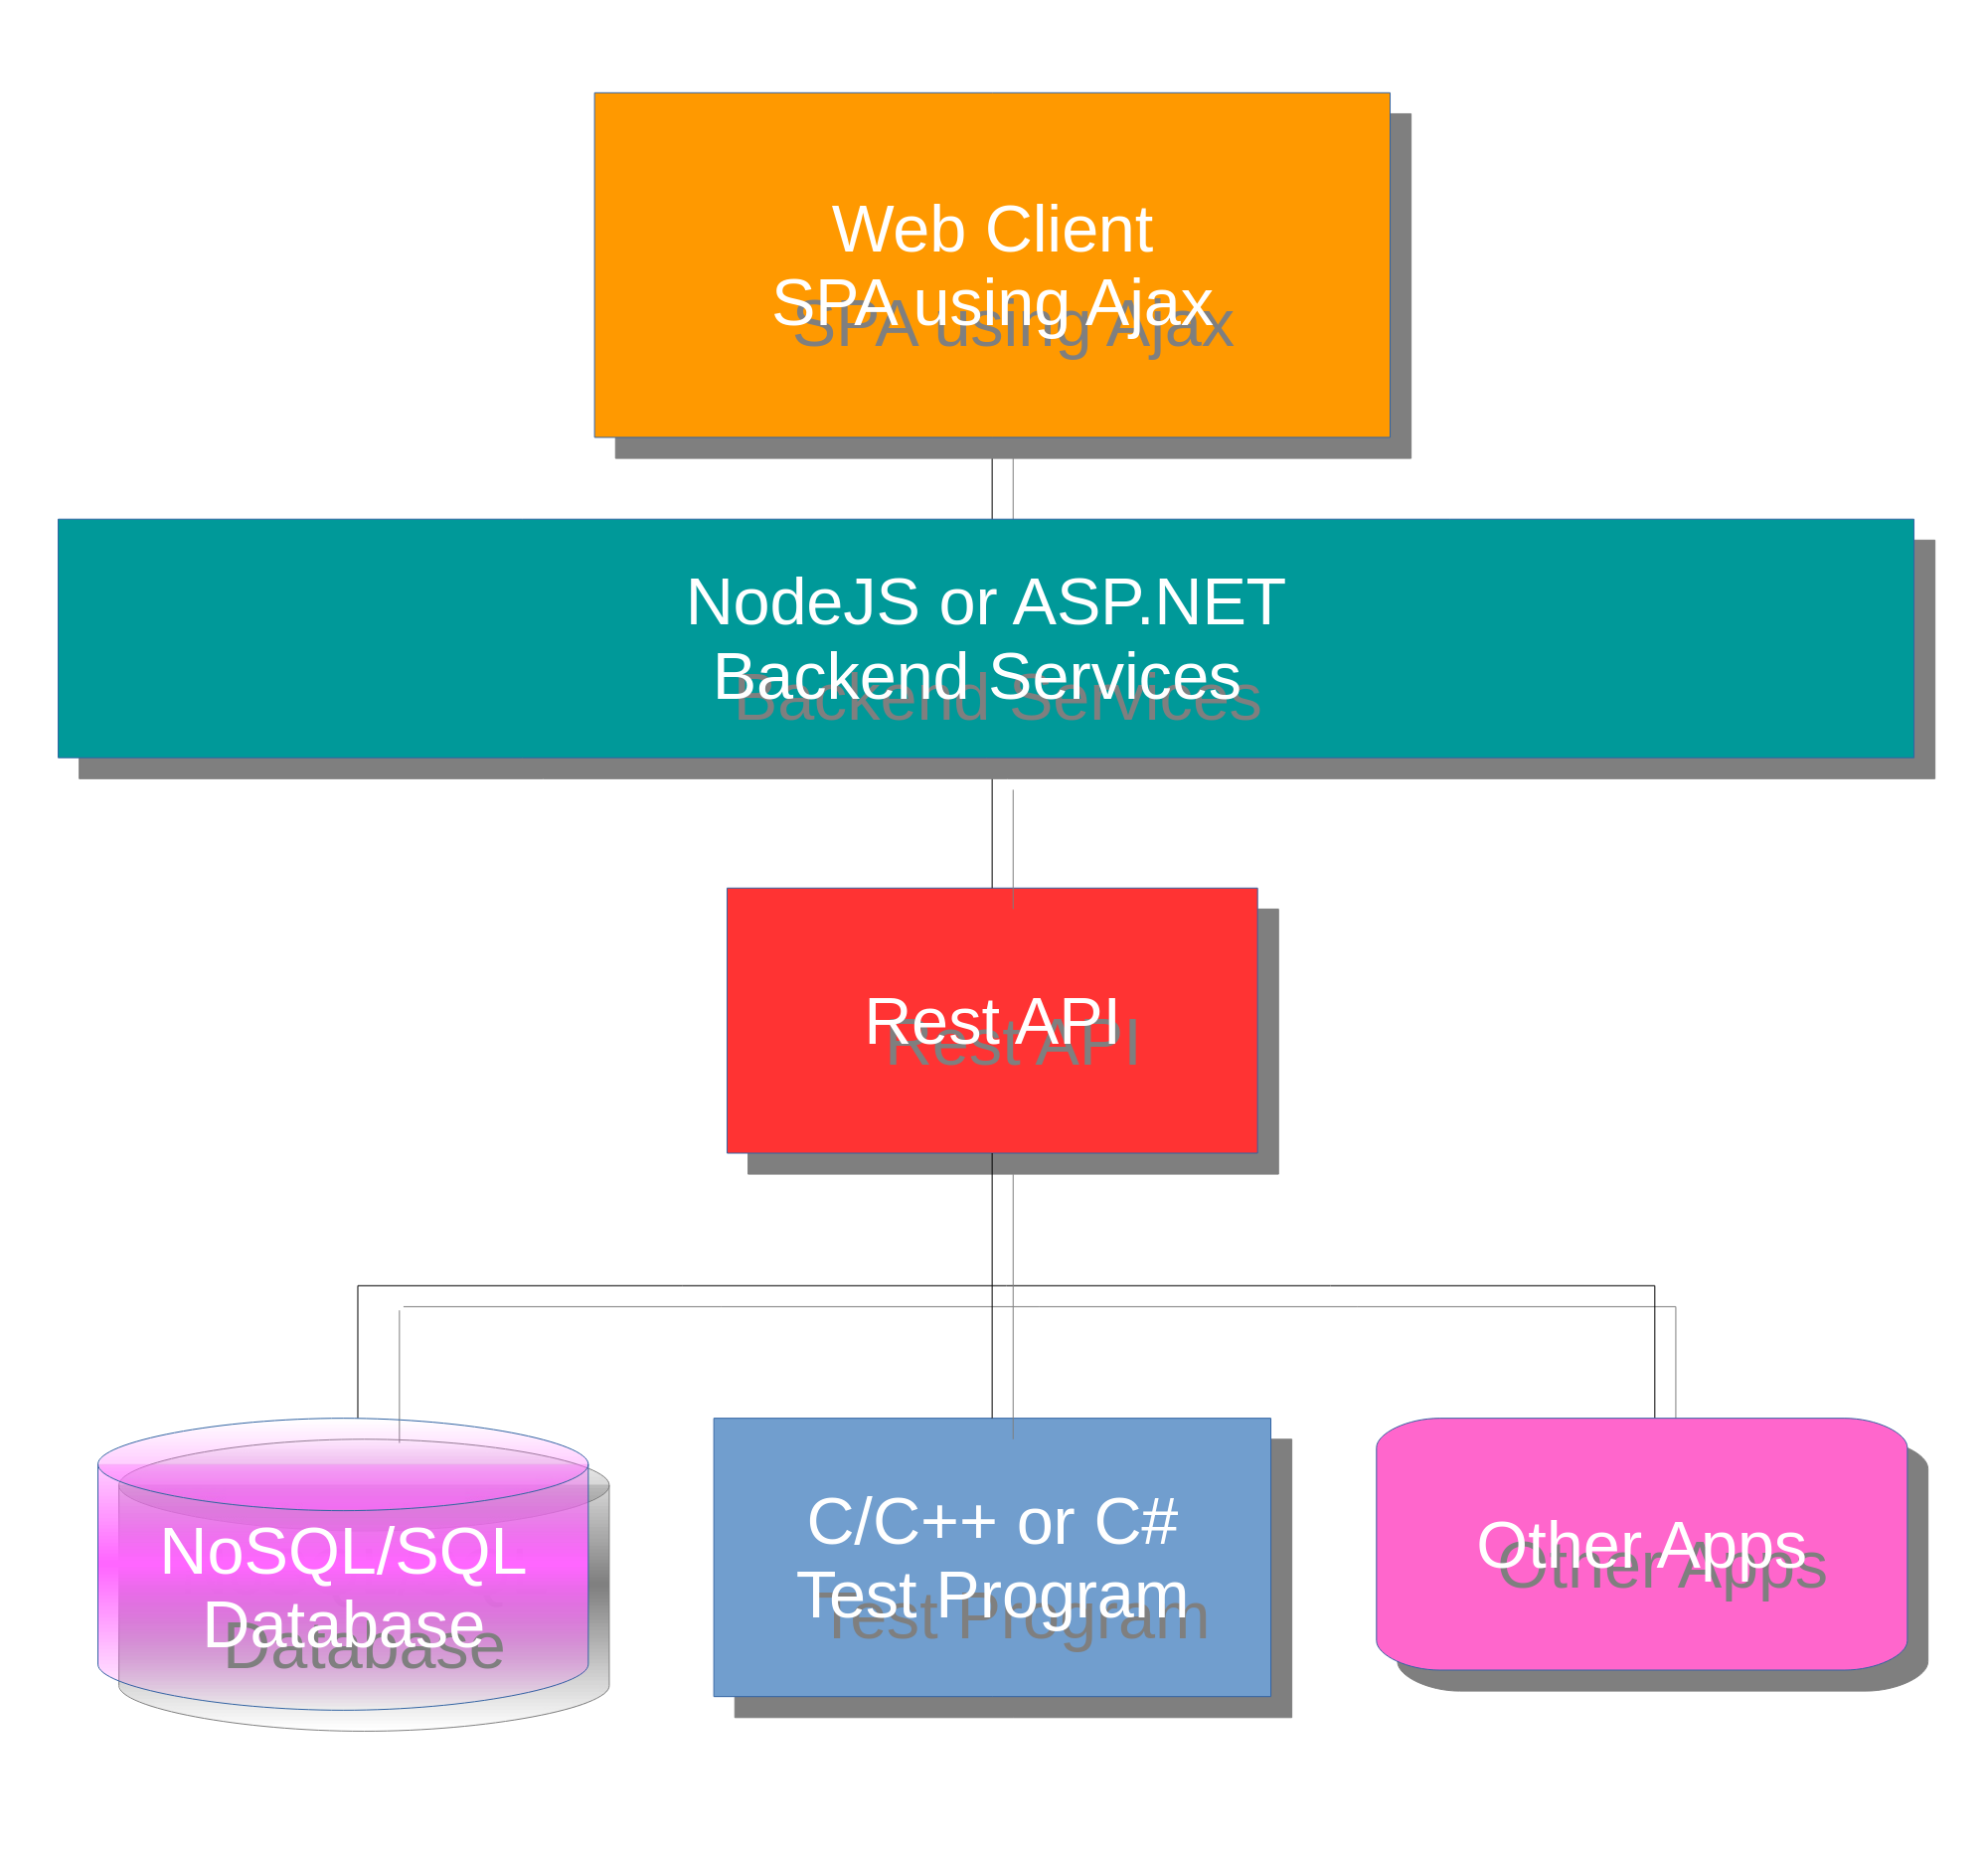 Web Client
SPA using Ajax
NodeJS or ASP.NET
Backend Services
Rest API
NoSQL/SQL
Database
C/C++ or C#
Test Program
Other Apps